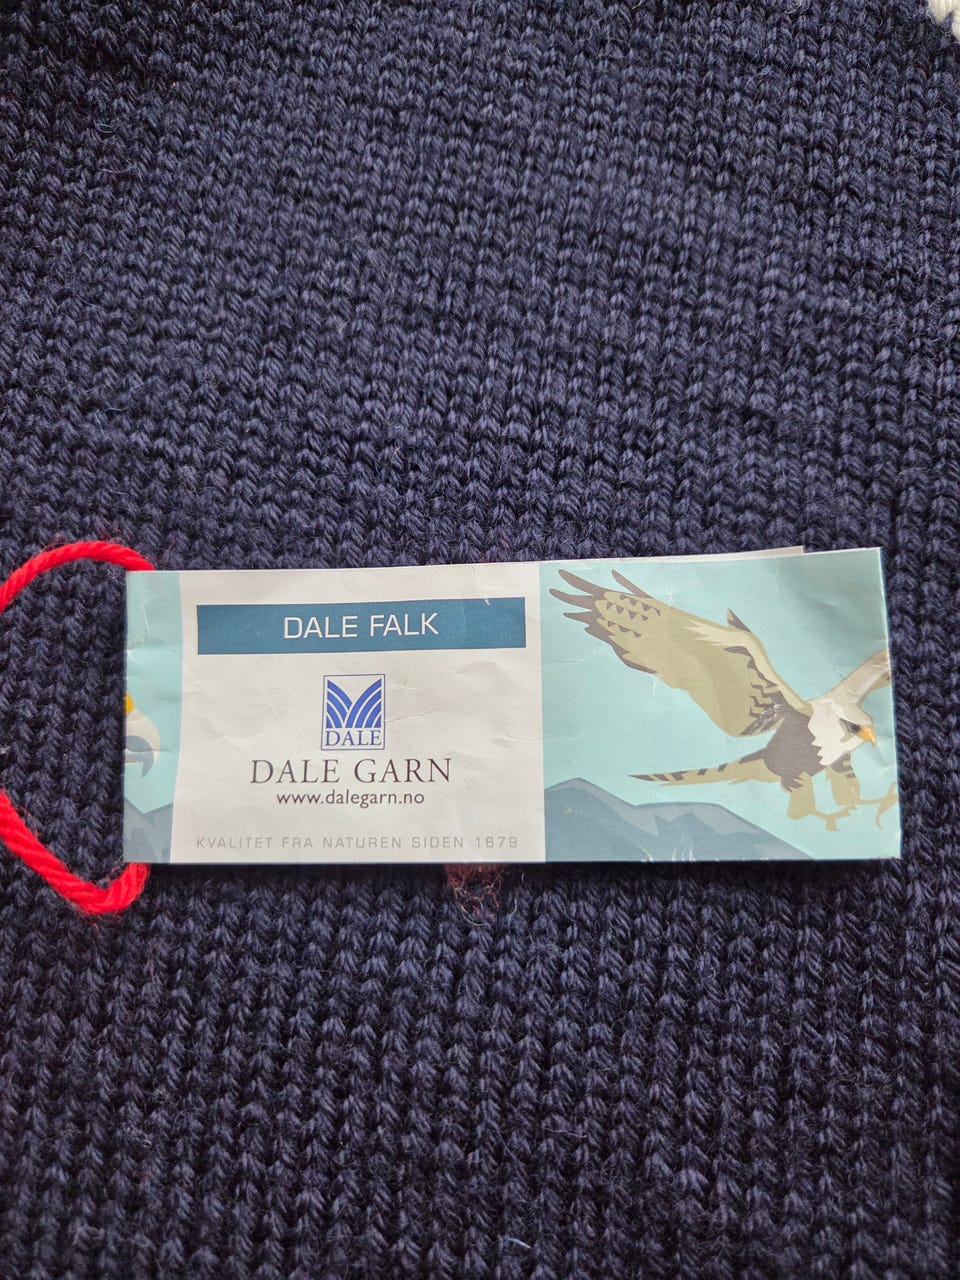 DALE FALK
DALE
DALE GARN
www.dalegarn.no
KVALITET FRA NATUREN SIDEN 1879